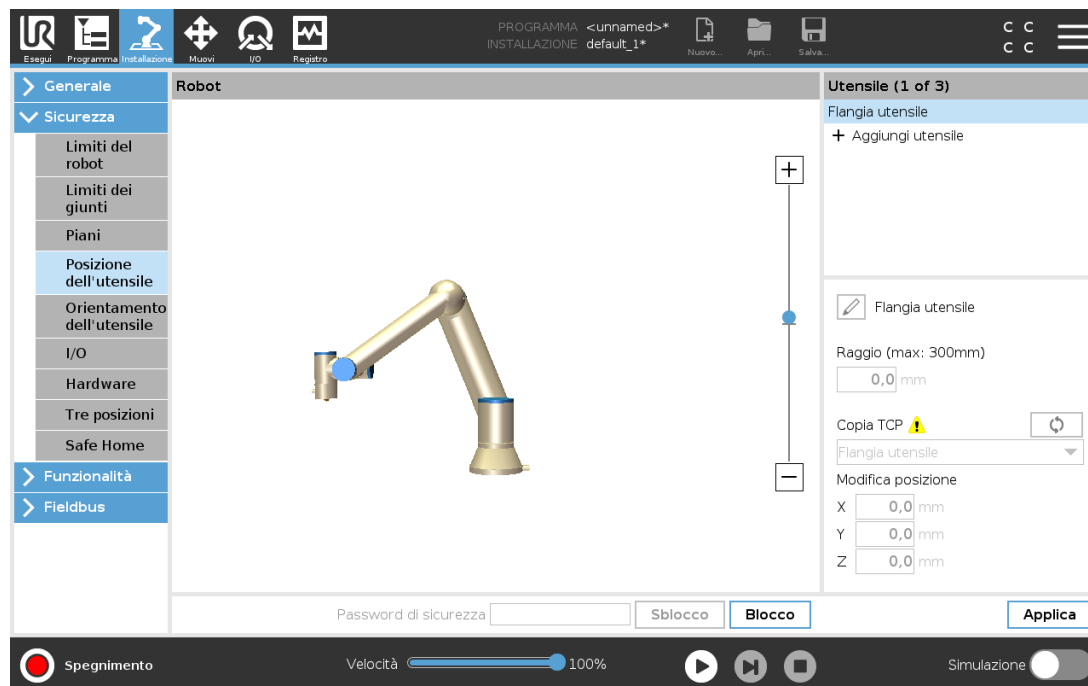 UR
Esegui
Programma
Installazione
Muovi
I/O
Registro
PROGRAMMA <unnamed>*
INSTALLAZIONE default_1*
Nuovo...
Apri...
Salva...
C C
C C
Generale
Sicurezza
Limiti del
robot
Limiti dei
giunti
Piani
Posizione
dell'utensile
Orientamento
dell'utensile
I/O
Hardware
Tre posizioni
Safe Home
Funzionalità
Fieldbus
Robot
+
−
Utensile (1 of 3)
Flangia utensile
+ Aggiungi utensile
Flangia utensile
Raggio (max: 300mm)
0,0 mm
Copia TCP
Flangia utensile
Modifica posizione
X 0,0 mm
Y 0,0 mm
Z 0,0 mm
Password di sicurezza
Sblocco
Blocco
Applica
Spegnimento
Velocità
100%
Simulazione